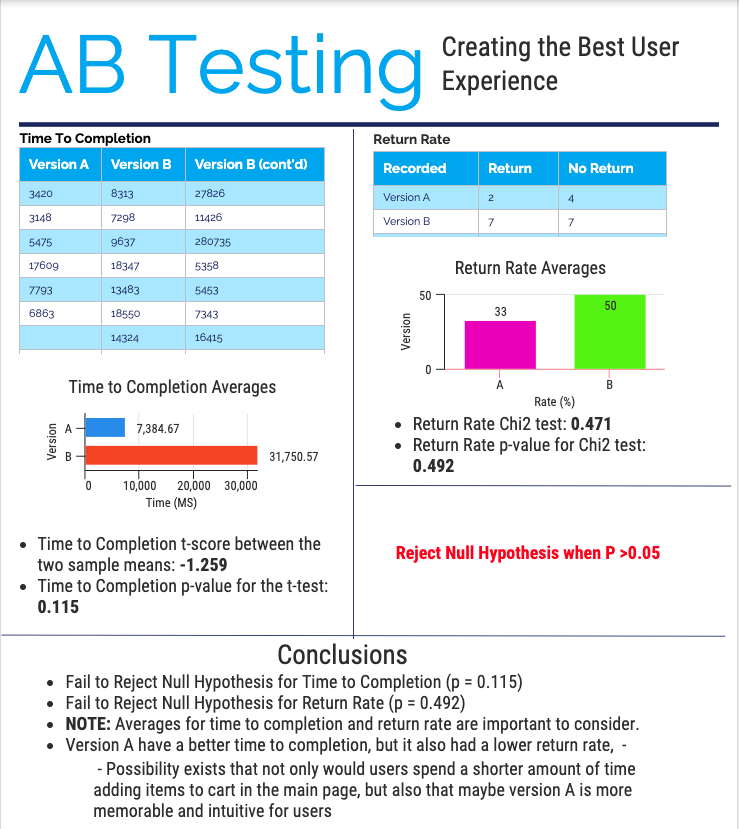 AB Testing
Creating the Best User
Experience
Time To Completion
Version A Version B Version B (cont'd)
3420 8313 27826
3148 7298 11426
5475 9637 280735
17609 18347 5358
7793 13483 5453
6863 18550 7343
14324 16415
Time to Completion Averages
Version
A 7,384.67
B 31,750.57
0 10,000 20,000 30,000
Time (MS)
• Time to Completion t-score between the
two sample means: -1.259
• Time to Completion p-value for the t-test:
0.115
Return Rate
Recorded Return No Return
Version A 2 4
Version B 7 7
Return Rate Averages
Version
50
0
33
50
A B
Rate (%)
• Return Rate Chi2 test: 0.471
• Return Rate p-value for Chi2 test:
0.492
Reject Null Hypothesis when P >0.05
Conclusions
• Fail to Reject Null Hypothesis for Time to Completion (p = 0.115)
• Fail to Reject Null Hypothesis for Return Rate (p = 0.492)
• NOTE: Averages for time to completion and return rate are important to consider.
• Version A have a better time to completion, but it also had a lower return rate, -
- Possibility exists that not only would users spend a shorter amount of time
adding items to cart in the main page, but also that maybe version A is more
memorable and intuitive for users